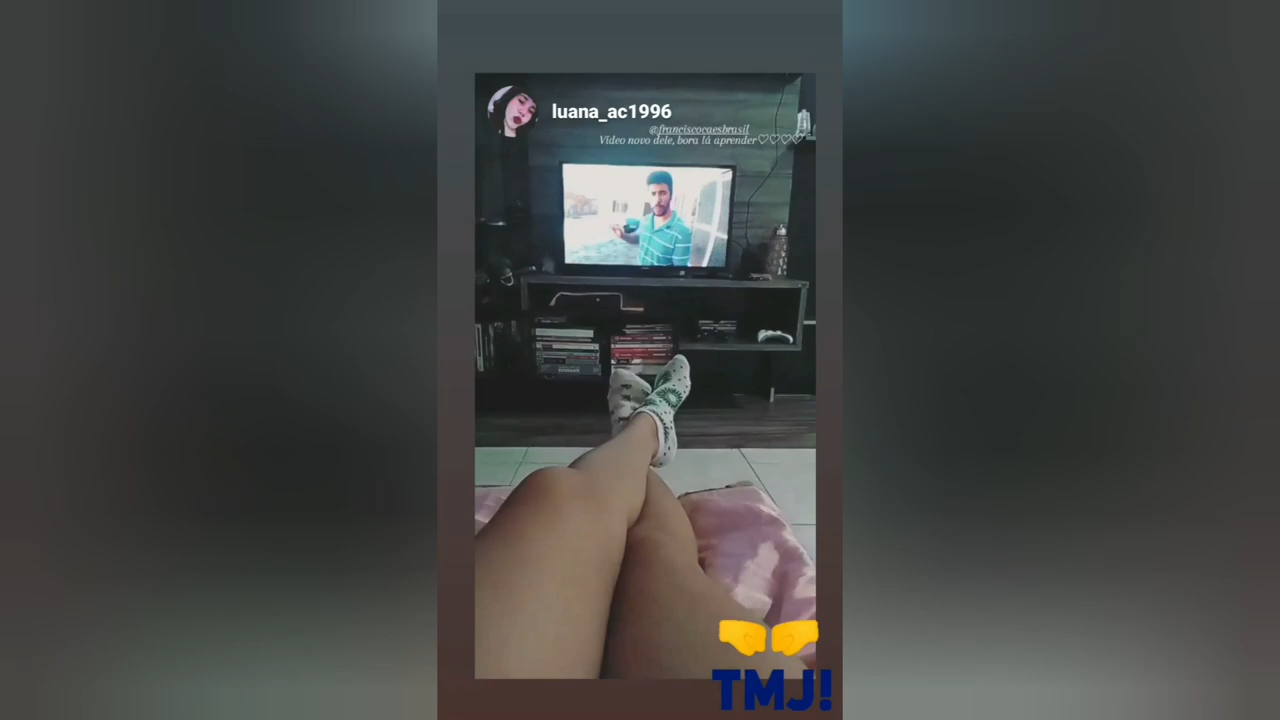 luana_ac1996
@franciscocaesbrasil
Vídeo novo dele, bora lá aprender♡♡♡♡
TMJ!